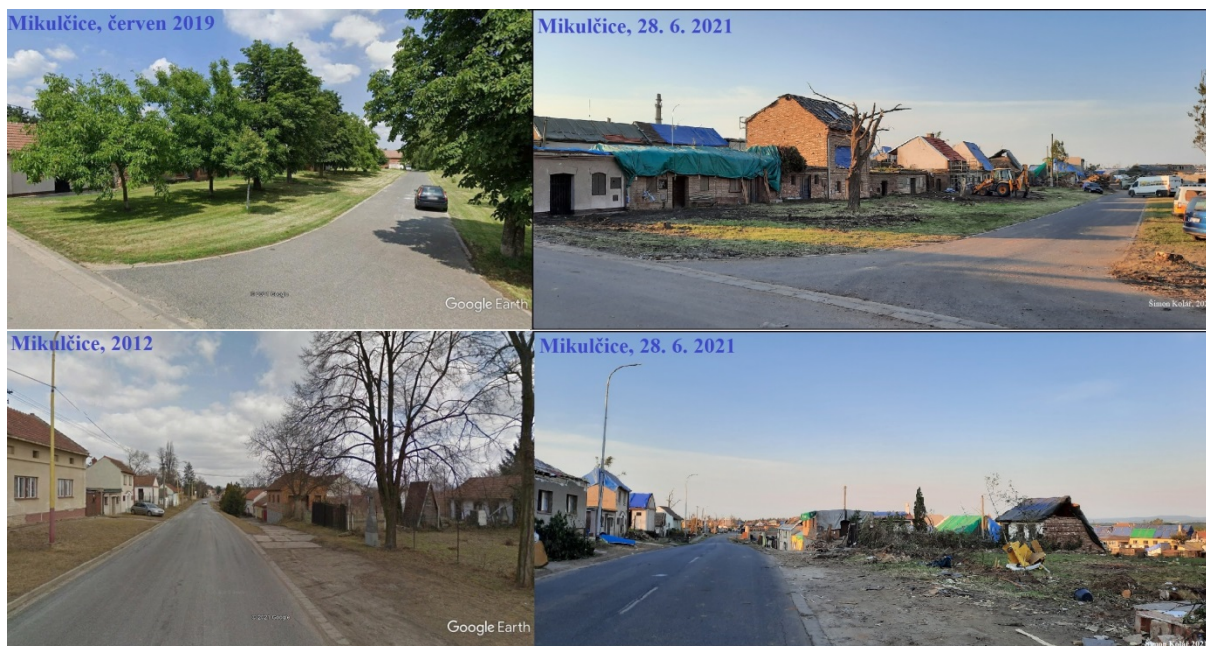 Mikulčice, červen 2019
Mikulčice, 28. 6. 2021
Google Earth
Mikulčice, 2012
Mikulčice, 28. 6. 2021
Google Earth
Šimon Kolář 2021